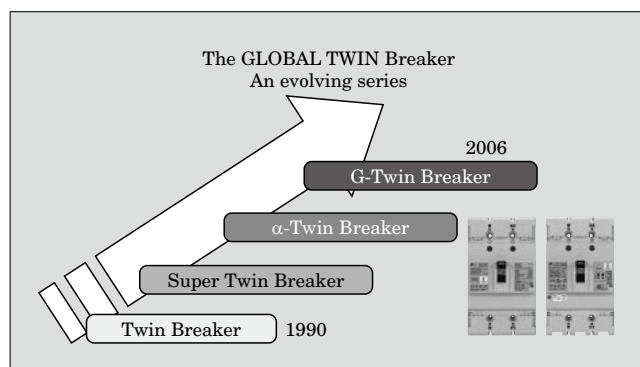 The GLOBAL TWIN Breaker
An evolving series
2006
G-Twin Breaker
α-Twin Breaker
Super Twin Breaker
Twin Breaker
1990